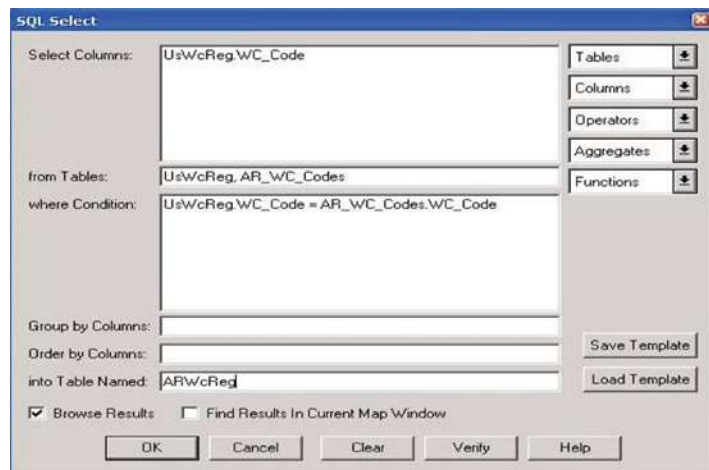 SQL Select
Select Columns: UsWcReg.WC_Code
Tables
Columns
Operators
Aggregates
from Tables: UsWcReg, AR_WC_Codes
Functions
where Condition: UsWcReg.WC_Code = AR_WC_Codes.WC_Code
Group by Columns:
Save Template
Order by Columns:
into Table Named: ARWcReg
Load Template
Browse Results Find Results In Current Map Window
OK Cancel Clear Verify Help